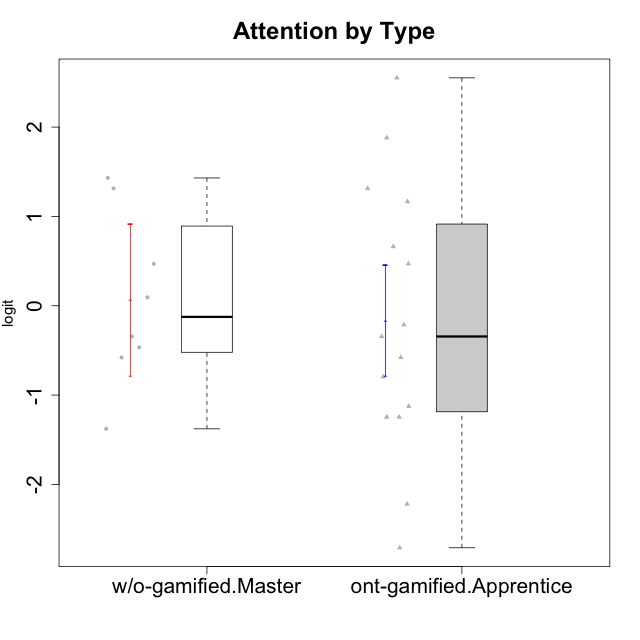 Attention by Type
logit
2
1
0
-1
-2
w/o-gamified.Master
ont-gamified.Apprentice